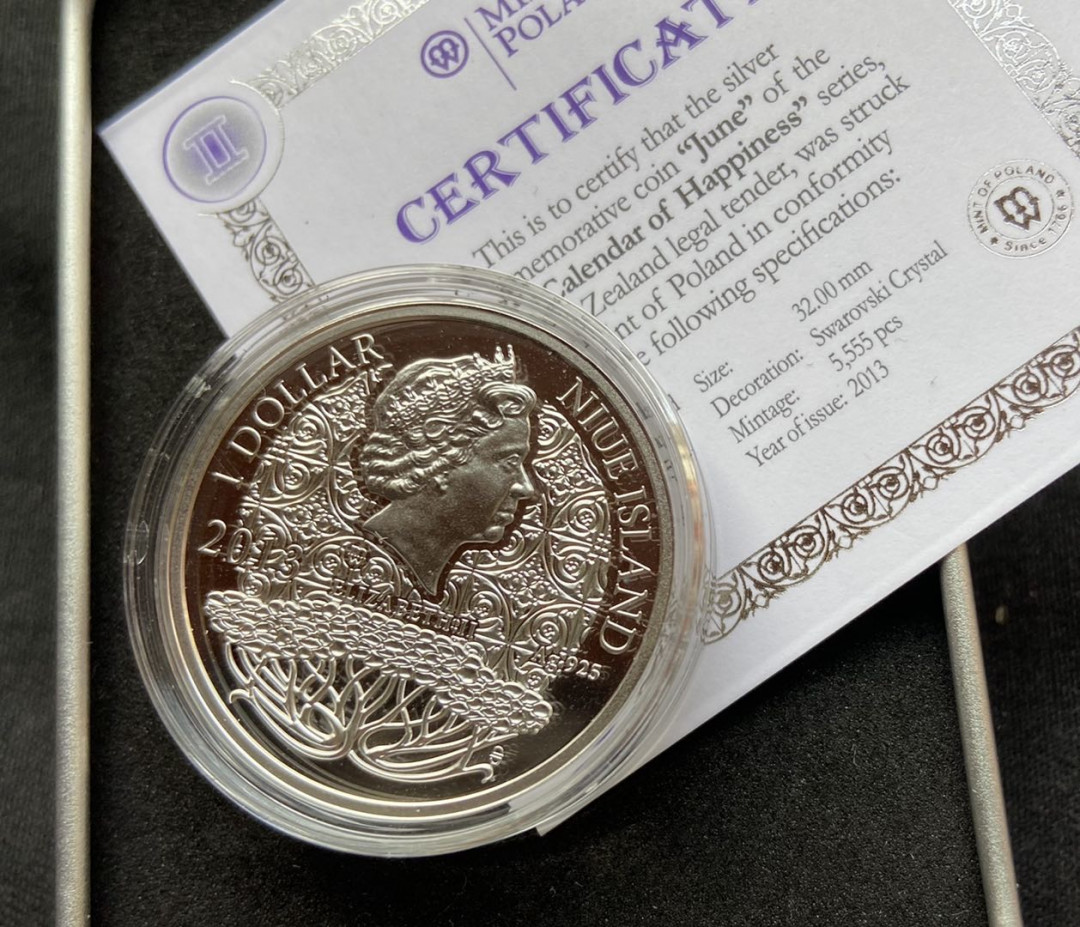 POLA
CERTIFICAT
This is to certify that the silver
memorative coin “June” of the
Calendar of Happiness” series,
Zealand legal tender, was struck
nt of Poland in conformity
e following specifications:
Size: 32.00 mm
Decoration: Swarovski Crystal
Mintage: 5,555 pcs
Year of issue: 2013
MINT OF POLAND
Since 1766
II
1 DOLLAR
NIUE ISLAND
2013
ELIZABETH II
Ag 925